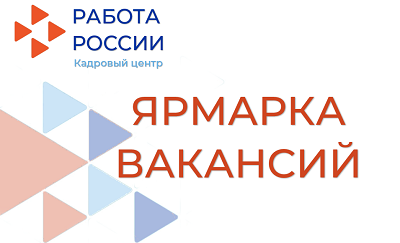 РАБОТА
РОССИИ
Кадровый центр
ЯРМАРКА
ВАКАНСИЙ